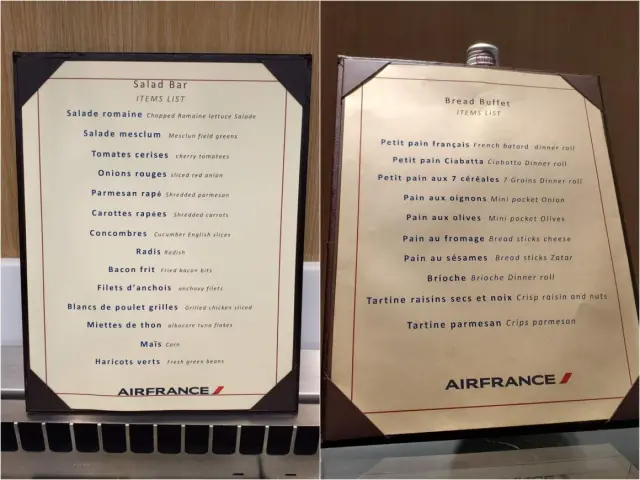 Salad Bar
ITEMS LIST
Salade romaine Chopped Romaine lettuce Salade
Salade mesclum Mesclun field greens
Tomates cerises cherry tomatoes
Onions rouges sliced red onion
Parmesan rapé Shredded parmesan
Carottes rapées Shredded carrots
Concombres Cucumber English slices
Radis Radish
Bacon frit Fried bacon bits
Filets d'anchois anchovy filets
Blancs de poulet grilles Grilled chicken sliced
Miettes de thon albacore tuna flakes
Maïs Corn
Haricots verts Fresh green beans
AIRFRANCE
Bread Buffet
ITEMS LIST
Petit pain français French batard dinner roll
Petit pain Ciabatta Ciabatta Dinner roll
Petit pain aux 7 céréales 7 Grains Dinner roll
Pain aux oignons Mini pocket Onion
Pain aux olives Mini pocket Olives
Pain au fromage Bread sticks cheese
Pain au sésames Bread sticks Zatar
Brioche Brioche Dinner roll
Tartine raisins secs et noix Crisp raisin and nuts
Tartine parmesan Crips parmesan
AIRFRANCE